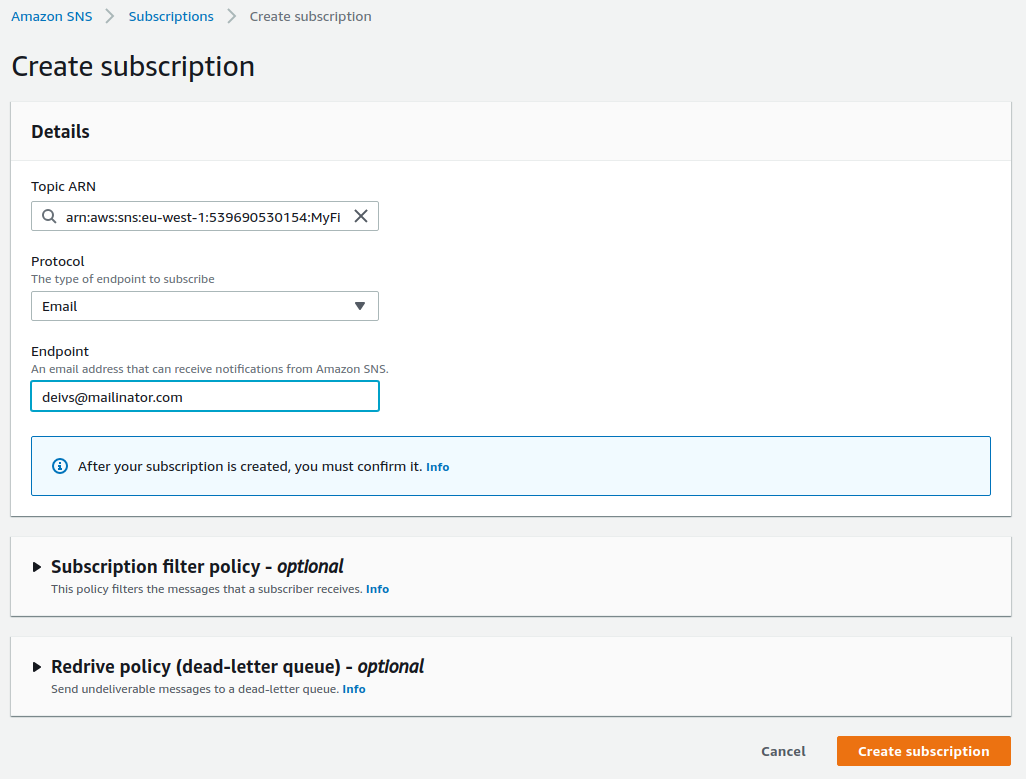 Amazon SNS > Subscriptions > Create subscription
Create subscription
Details
Topic ARN
arn:aws:sns:eu-west-1:539690530154:MyFi
Protocol
The type of endpoint to subscribe
Email
Endpoint
An email address that can receive notifications from Amazon SNS.
deivs@mailinator.com
After your subscription is created, you must confirm it. Info
Subscription filter policy - optional
This policy filters the messages that a subscriber receives. Info
Redrive policy (dead-letter queue) - optional
Send undeliverable messages to a dead-letter queue. Info
Cancel Create subscription